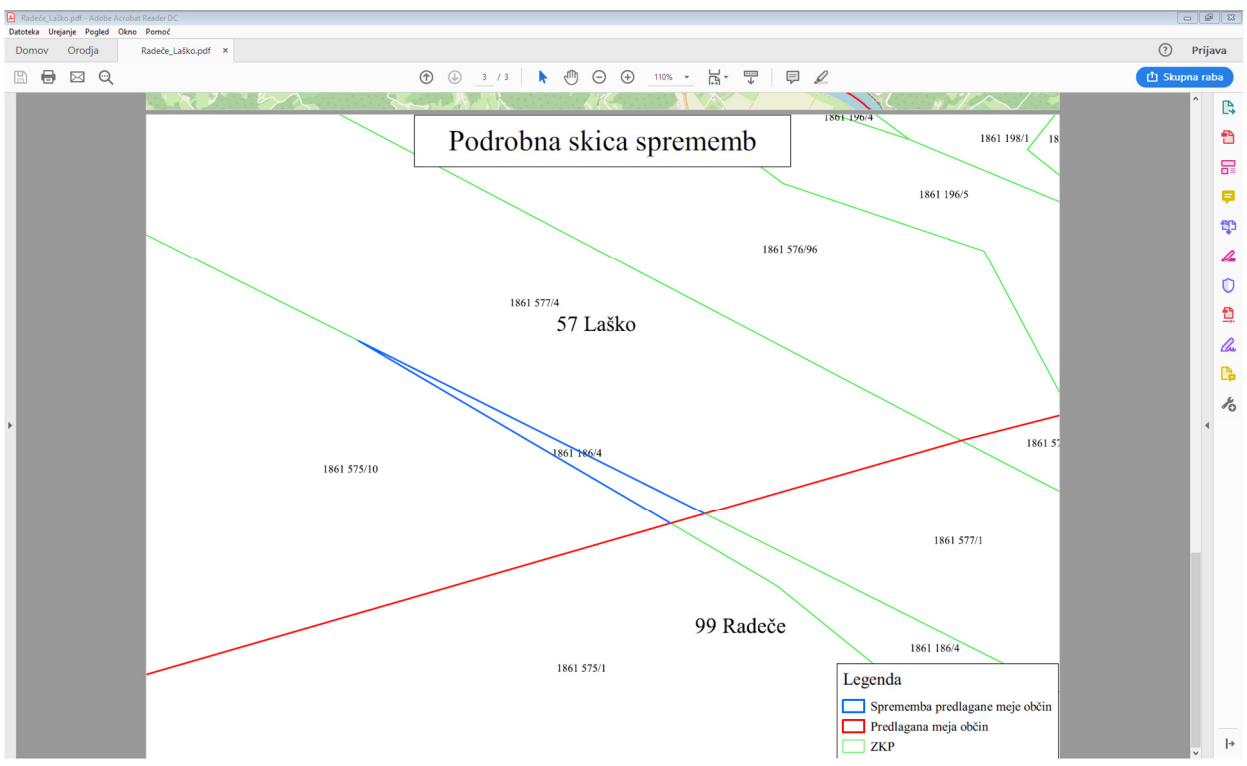 Radeče_Laško.pdf - Adobe Acrobat Reader DC
Datoteka Urejanje Pogled Okno Pomoč
Domov Orodja Radeče_Laško.pdf × ? Prijava
3 / 3 110% Skupna raba
1861 196/4
Podrobna skica sprememb
1861 198/1 18
1861 196/5
1861 576/96
1861 577/4
57 Laško
1861 57
1861 186/4
1861 575/10
1861 577/1
99 Radeče
1861 186/4
1861 575/1
Legenda
Sprememba predlagane meje občin
Predlagana meja občin
ZKP